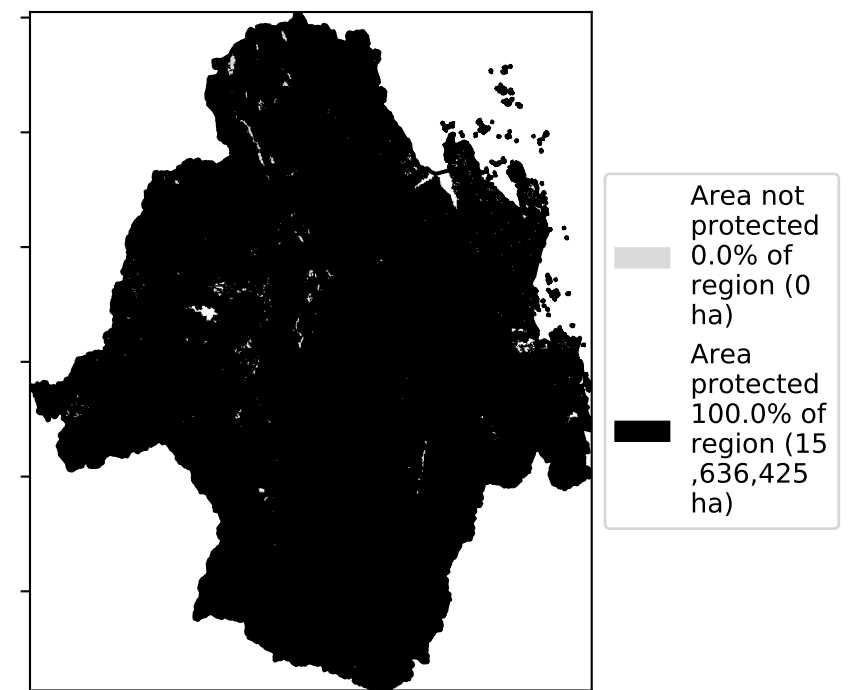 Area not
protected
0.0% of
region (0
ha)
Area
protected
100.0% of
region (15
,636,425
ha)